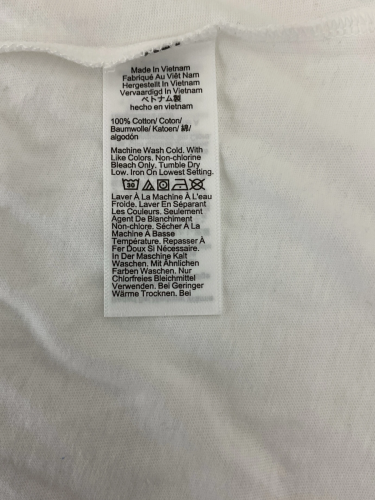 Made In Vietnam
Fabriqué Au Viêt Nam
Hergestellt In Vietnam
Vervaardigd In Vietnam
ベトナム製
hecho en vietnam
100% Cotton/ Coton/
Baumwolle/ Katoen/ 綿/
algodón
Machine Wash Cold. With
Like Colors. Non-chlorine
Bleach Only. Tumble Dry
Low. Iron On Lowest Setting.
30
Laver À La Machine À L'eau
Froide. Laver En Séparant
Les Couleurs. Seulement
Agent De Blanchiment
Non-chlore. Sécher À La
Machine A Basse
Température. Repasser À
Fer Doux Si Nécessaire.
In Der Maschine Kalt
Waschen. Mit Ähnlichen
Farben Waschen. Nur
Chlorfreies Bleichmittel
Verwenden. Bei Geringer
Wärme Trocknen. Bei